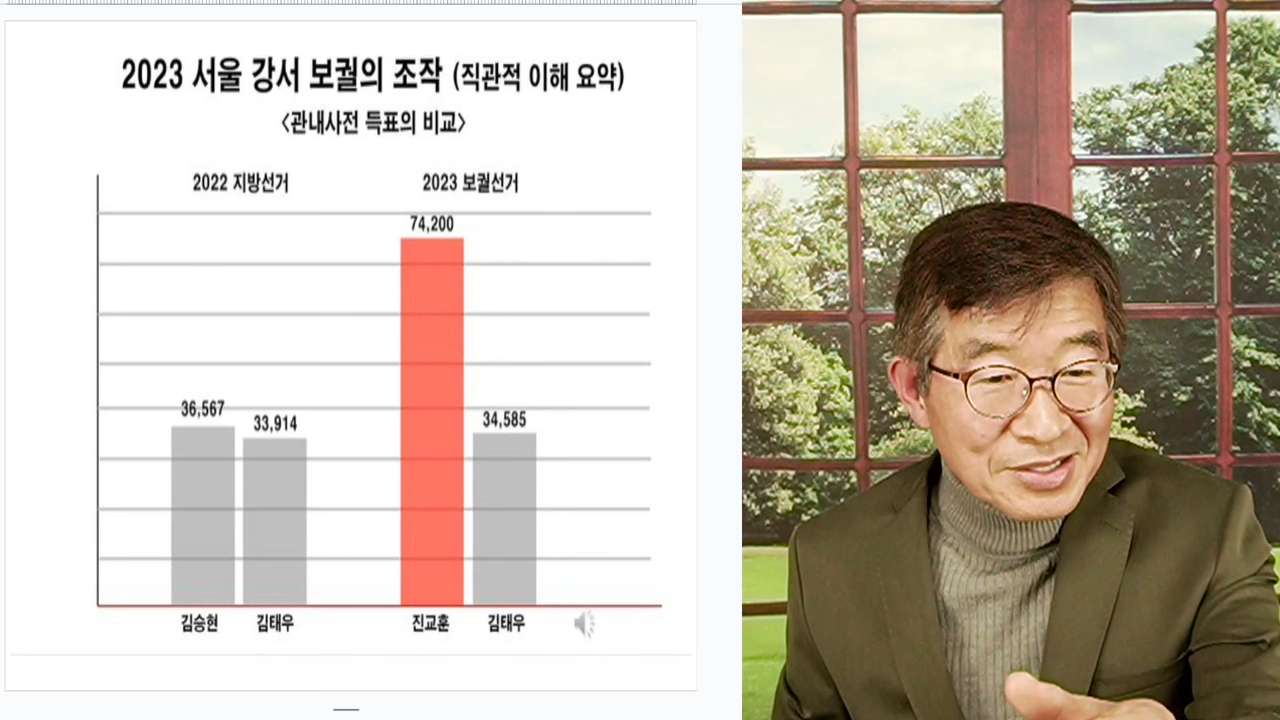 2023 서울 강서 보궐의 조작 (직관적 이해 요약)
<관내사전 득표의 비교>
2022 지방선거 2023 보궐선거
74,200
36,567
33,914
34,585
김승현 김태우 진교훈 김태우